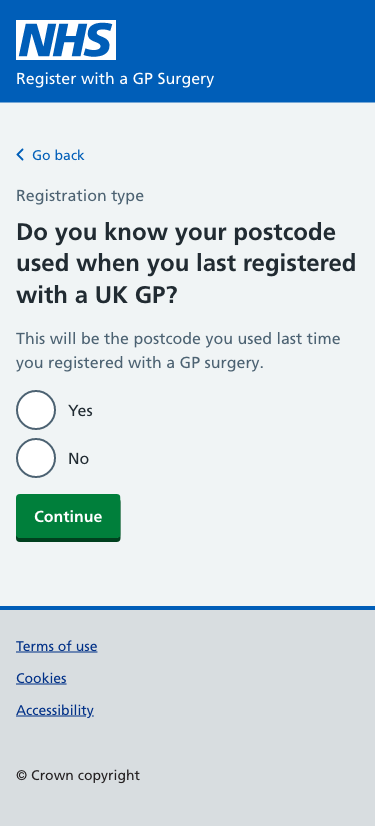 NHS
Register with a GP Surgery
Go back
Registration type
Do you know your postcode
used when you last registered
with a UK GP?
This will be the postcode you used last time
you registered with a GP surgery.
Yes
No
Continue
Terms of use
Cookies
Accessibility
© Crown copyright